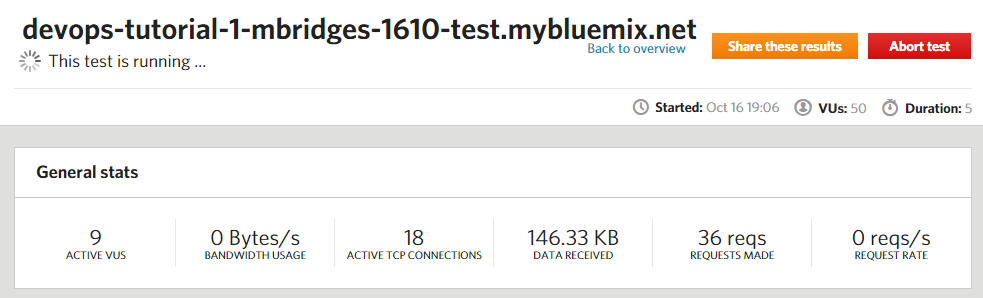 devops-tutorial-1-mbridges-1610-test.mybluemix.net
Back to overview
Share these results
Abort test
This test is running ...
Started: Oct 16 19:06 VUs: 50 Duration: 5
General stats
9 0 Bytes/s 18 146.33 KB 36 reqs 0 reqs/s
ACTIVE VUS BANDWIDTH USAGE ACTIVE TCP CONNECTIONS DATA RECEIVED REQUESTS MADE REQUEST RATE